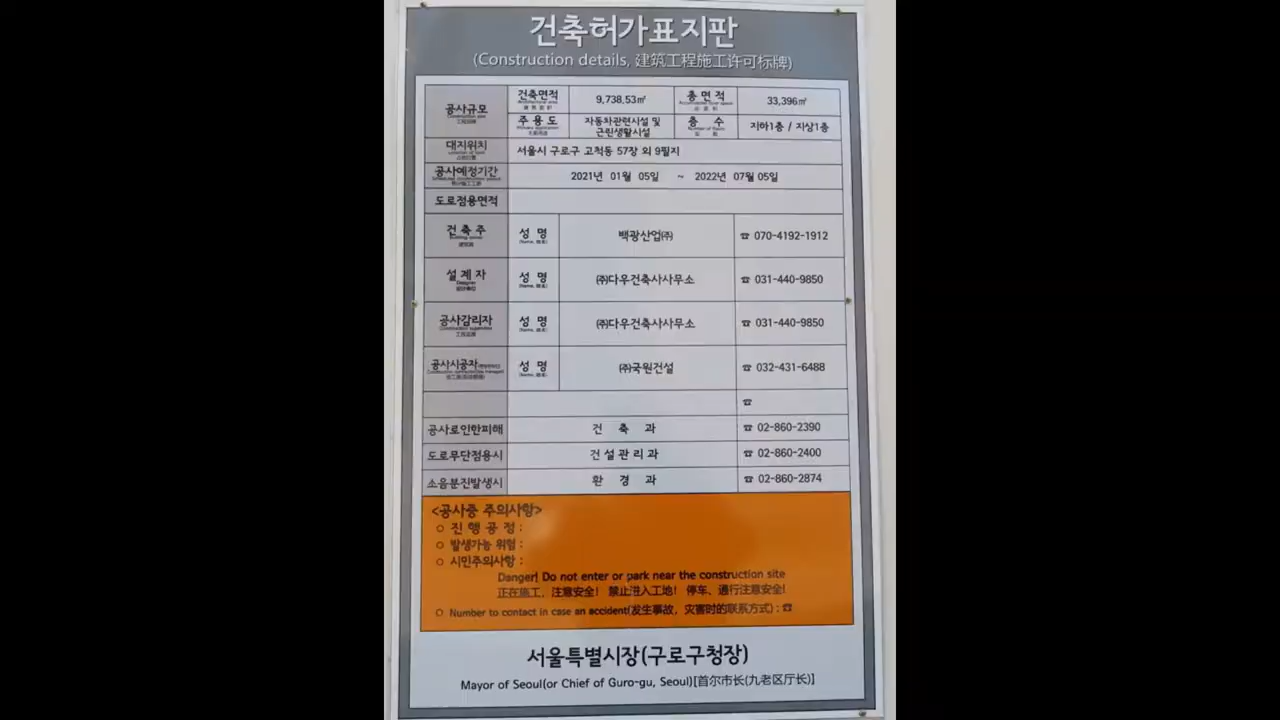 건축허가표지판
(Construction details, 建筑工程施工许可标牌)
공사규모 건축면적 9,738.53㎡ 총 면 적 33,396㎡
주 용 도 자동차관련시설 및 근린생활시설 층 수 지하1층 / 지상1층
대지위치 서울시 구로구 고척동 57장 외 9필지
공사예정기간 2021년 01월 05일 ~ 2022년 07월 05일
도로점용면적
건 축 주 성 명 백광산업㈜ ☎ 070-4192-1912
설 계 자 성 명 ㈜다우건축사사무소 ☎ 031-440-9850
공사감리자 성 명 ㈜다우건축사사무소 ☎ 031-440-9850
공사시공자 성 명 ㈜국원건설 ☎ 032-431-6488
☎
공사로인한피해 건 축 과 ☎ 02-860-2390
도로무단점용시 건설관리과 ☎ 02-860-2400
소음분진발생시 환 경 과 ☎ 02-860-2874
<공사중 주의사항>
○ 진 행 공 정 :
○ 발생가능 위험 :
○ 시민주의사항 :
Danger! Do not enter or park near the construction site
正在施工, 注意安全! 禁止进入工地! 停车、通行注意安全!
○ Number to contact in case an accident(发生事故, 灾害时的联系方式) : ☎
서울특별시장(구로구청장)
Mayor of Seoul(or Chief of Guro-gu, Seoul)[首尔市长(九老区厅长)]